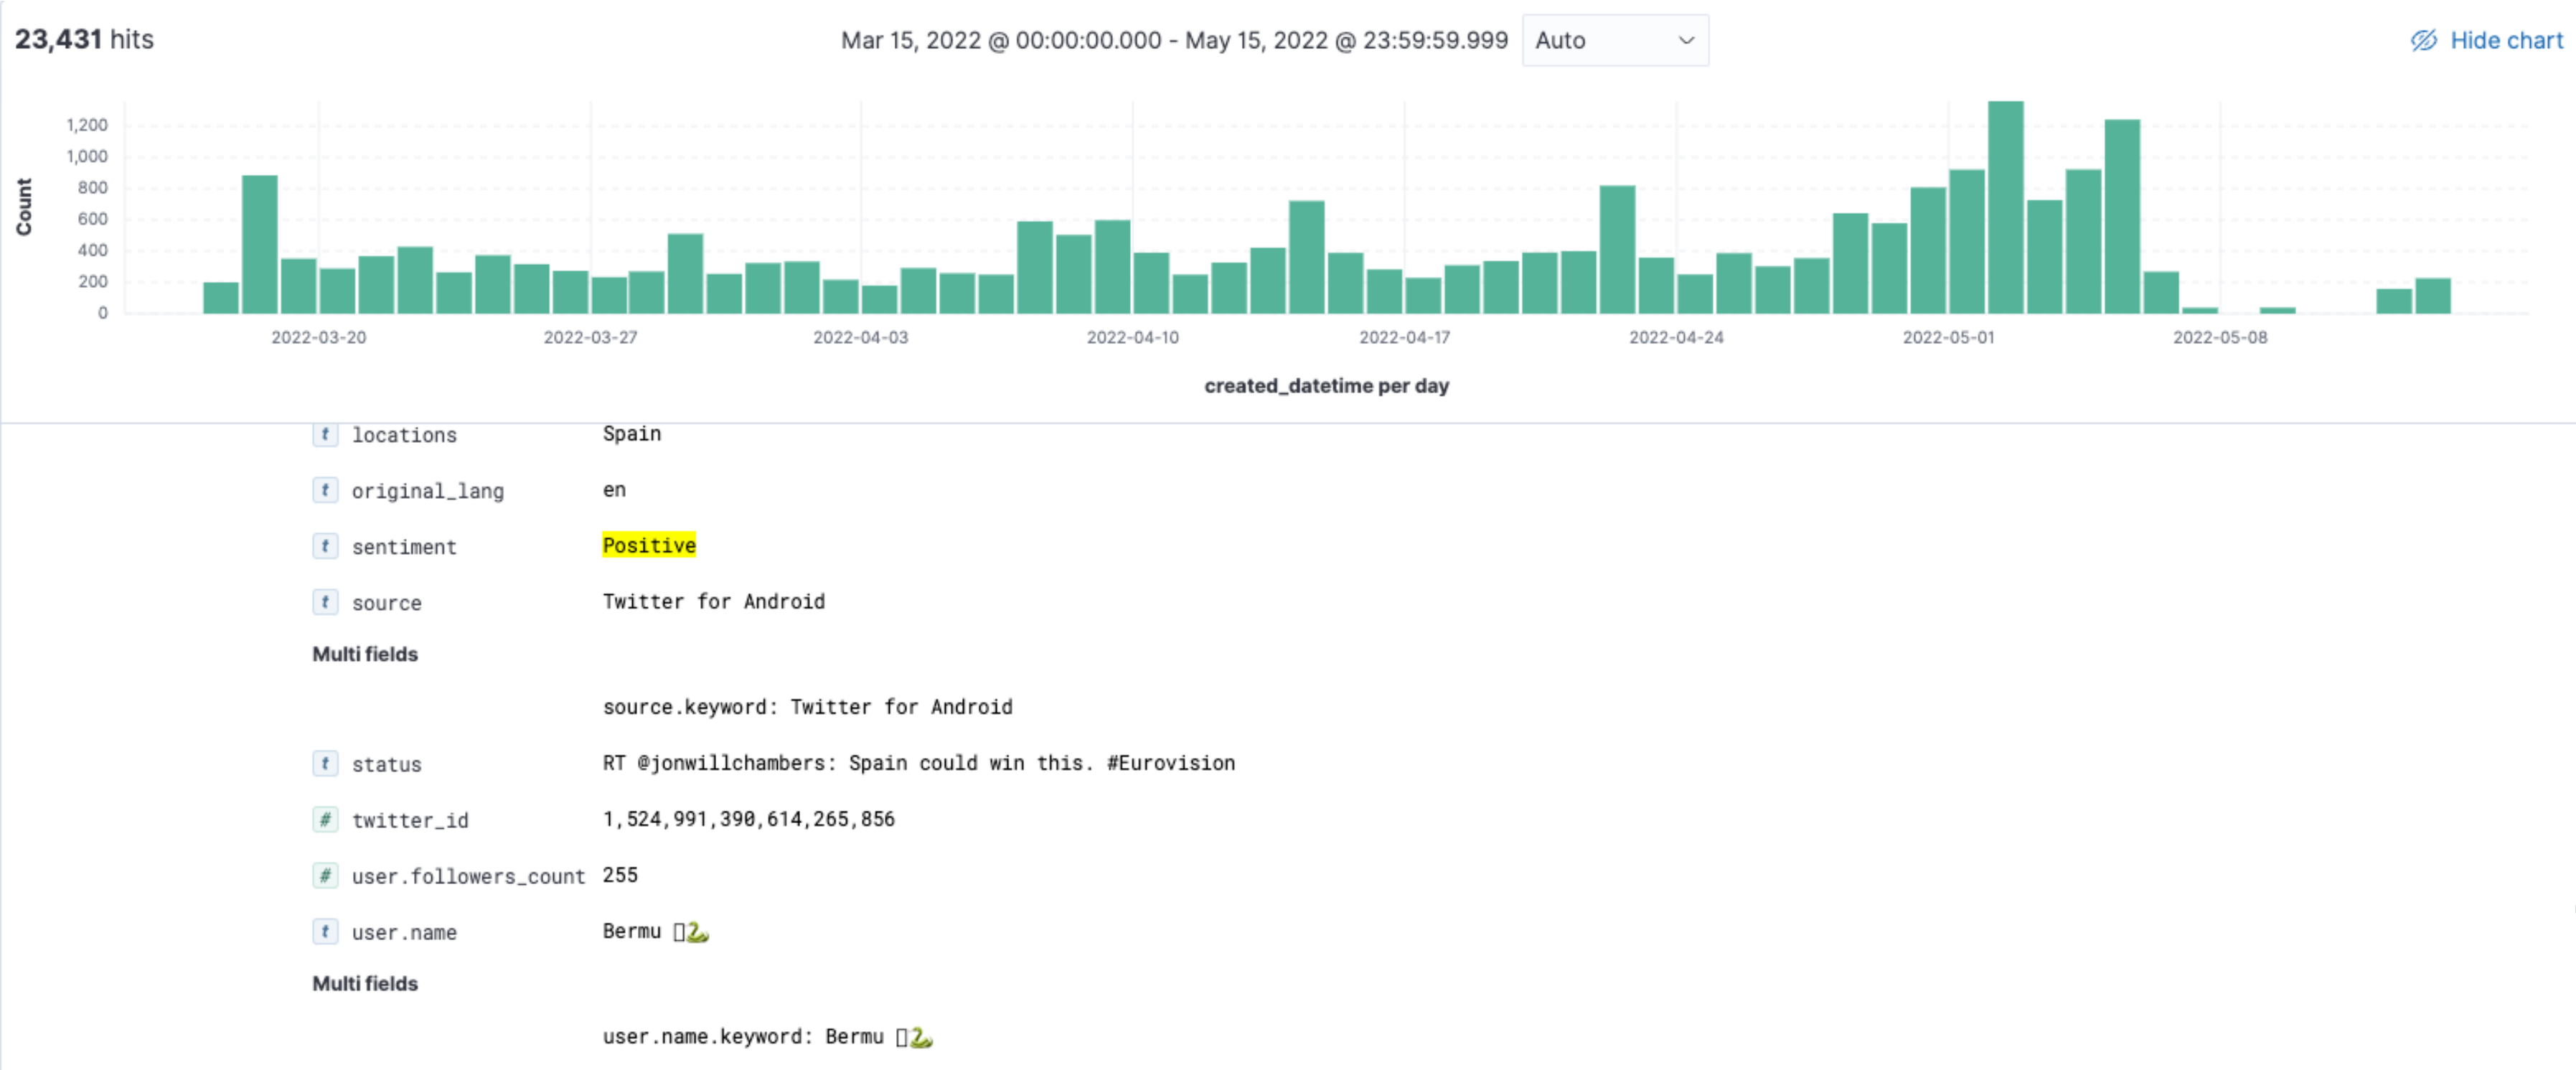 23,431 hits
Mar 15, 2022 @ 00:00:00.000 - May 15, 2022 @ 23:59:59.999
Auto
Hide chart
Count
1,200
1,000
800
600
400
200
0
2022-03-20
2022-03-27
2022-04-03
2022-04-10
2022-04-17
2022-04-24
2022-05-01
2022-05-08
created_datetime per day
t locations Spain
t original_lang en
t sentiment Positive
t source Twitter for Android
Multi fields
source.keyword: Twitter for Android
t status RT @jonwillchambers: Spain could win this. #Eurovision
# twitter_id 1,524,991,390,614,265,856
# user.followers_count 255
t user.name Bermu 🐍
Multi fields
user.name.keyword: Bermu 🐍